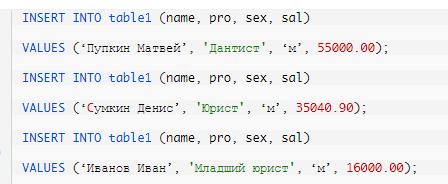 INSERT INTO table1 (name, pro, sex, sal)
VALUES (‘Пупкин Матвей’, 'Дантист', ‘м’, 55000.00);
INSERT INTO table1 (name, pro, sex, sal)
VALUES (‘Сумкин Денис’, 'Юрист', ‘м’, 35040.90);
INSERT INTO table1 (name, pro, sex, sal)
VALUES (‘Иванов Иван’, 'Младший юрист', ‘м’, 16000.00);